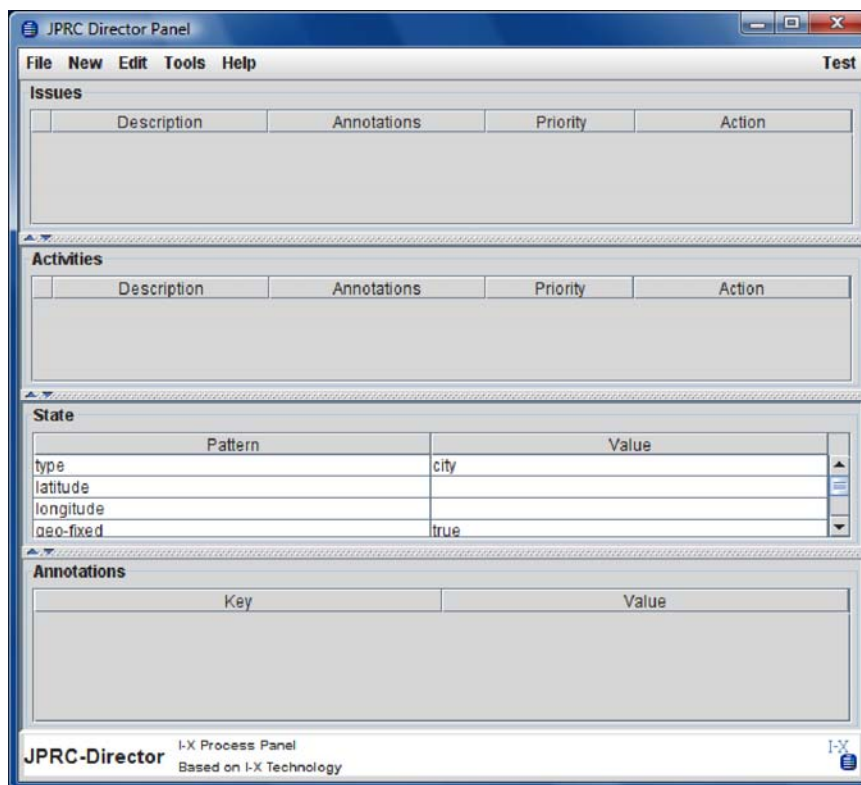 JPRC Director Panel
File New Edit Tools Help Test
Issues
Description Annotations Priority Action
Activities
Description Annotations Priority Action
State
Pattern Value
type city
latitude
longitude
geo-fixed true
Annotations
Key Value
JPRC-Director I-X Process Panel
Based on I-X Technology
I-X